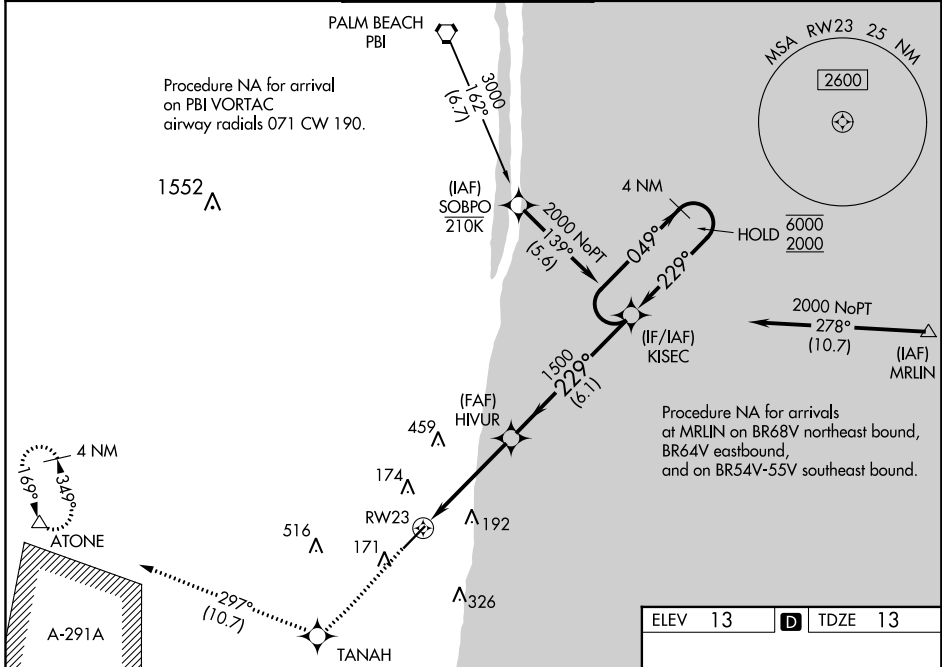 PALM BEACH
PBI
Procedure NA for arrival
on PBI VORTAC
airway radials 071 CW 190.
3000
162°
(6.7)
MSA RW23 25 NM
2600
1552
(IAF)
SOBPO
210K
2000 NoPT
139°
(5.6)
4 NM
049°
229°
HOLD
6000
2000
(IF/IAF)
KISEC
2000 NoPT
278°
(10.7)
(IAF)
MRLIN
1500
229°
(6.1)
(FAF)
HIVUR
Procedure NA for arrivals
at MRLIN on BR68V northeast bound,
BR64V eastbound,
and on BR54V-55V southeast bound.
459
174
RW23
192
516
171
326
4 NM
169°
349°
ATONE
A-291A
297°
(10.7)
TANAH
ELEV 13 D TDZE 13